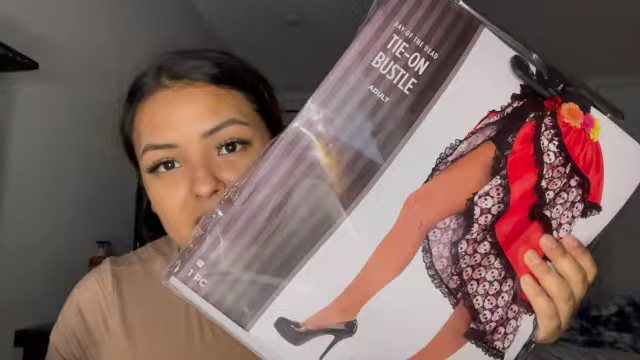 DAY OF THE DEAD
TIE-ON
BUSTLE
ADULT
1 PC